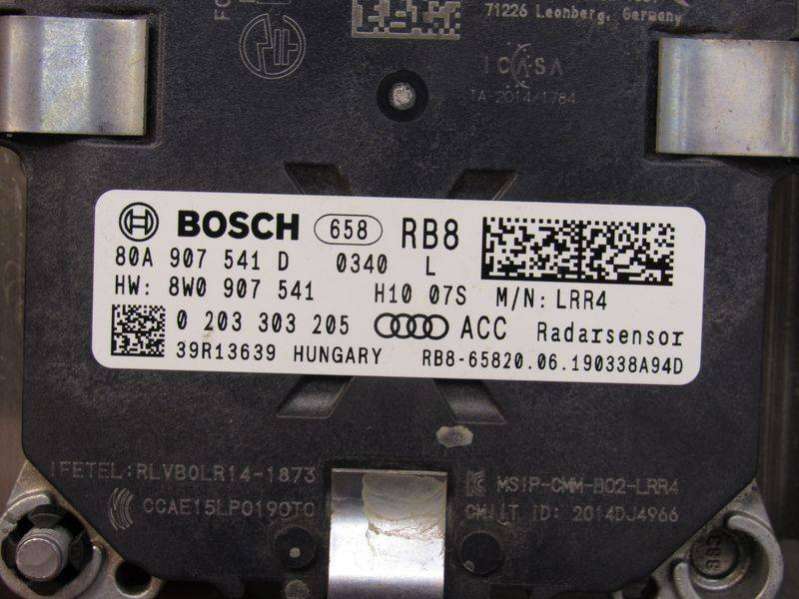 71226 Leonberg, Germany
ICASA
TA-2014/1784
BOSCH 658 RB8
80A 907 541 D 0340 L
HW: 8W0 907 541 H10 07S M/N: LRR4
0 203 303 205 ACC Radarsensor
39R13639 HUNGARY RB8-65820.06.190338A94D
IFETEL:RLVBOLR14-1873
MSIP-CMM-BO2-LRR4
CCAE15LP0190T0
CMIIT ID: 2014DJ4966